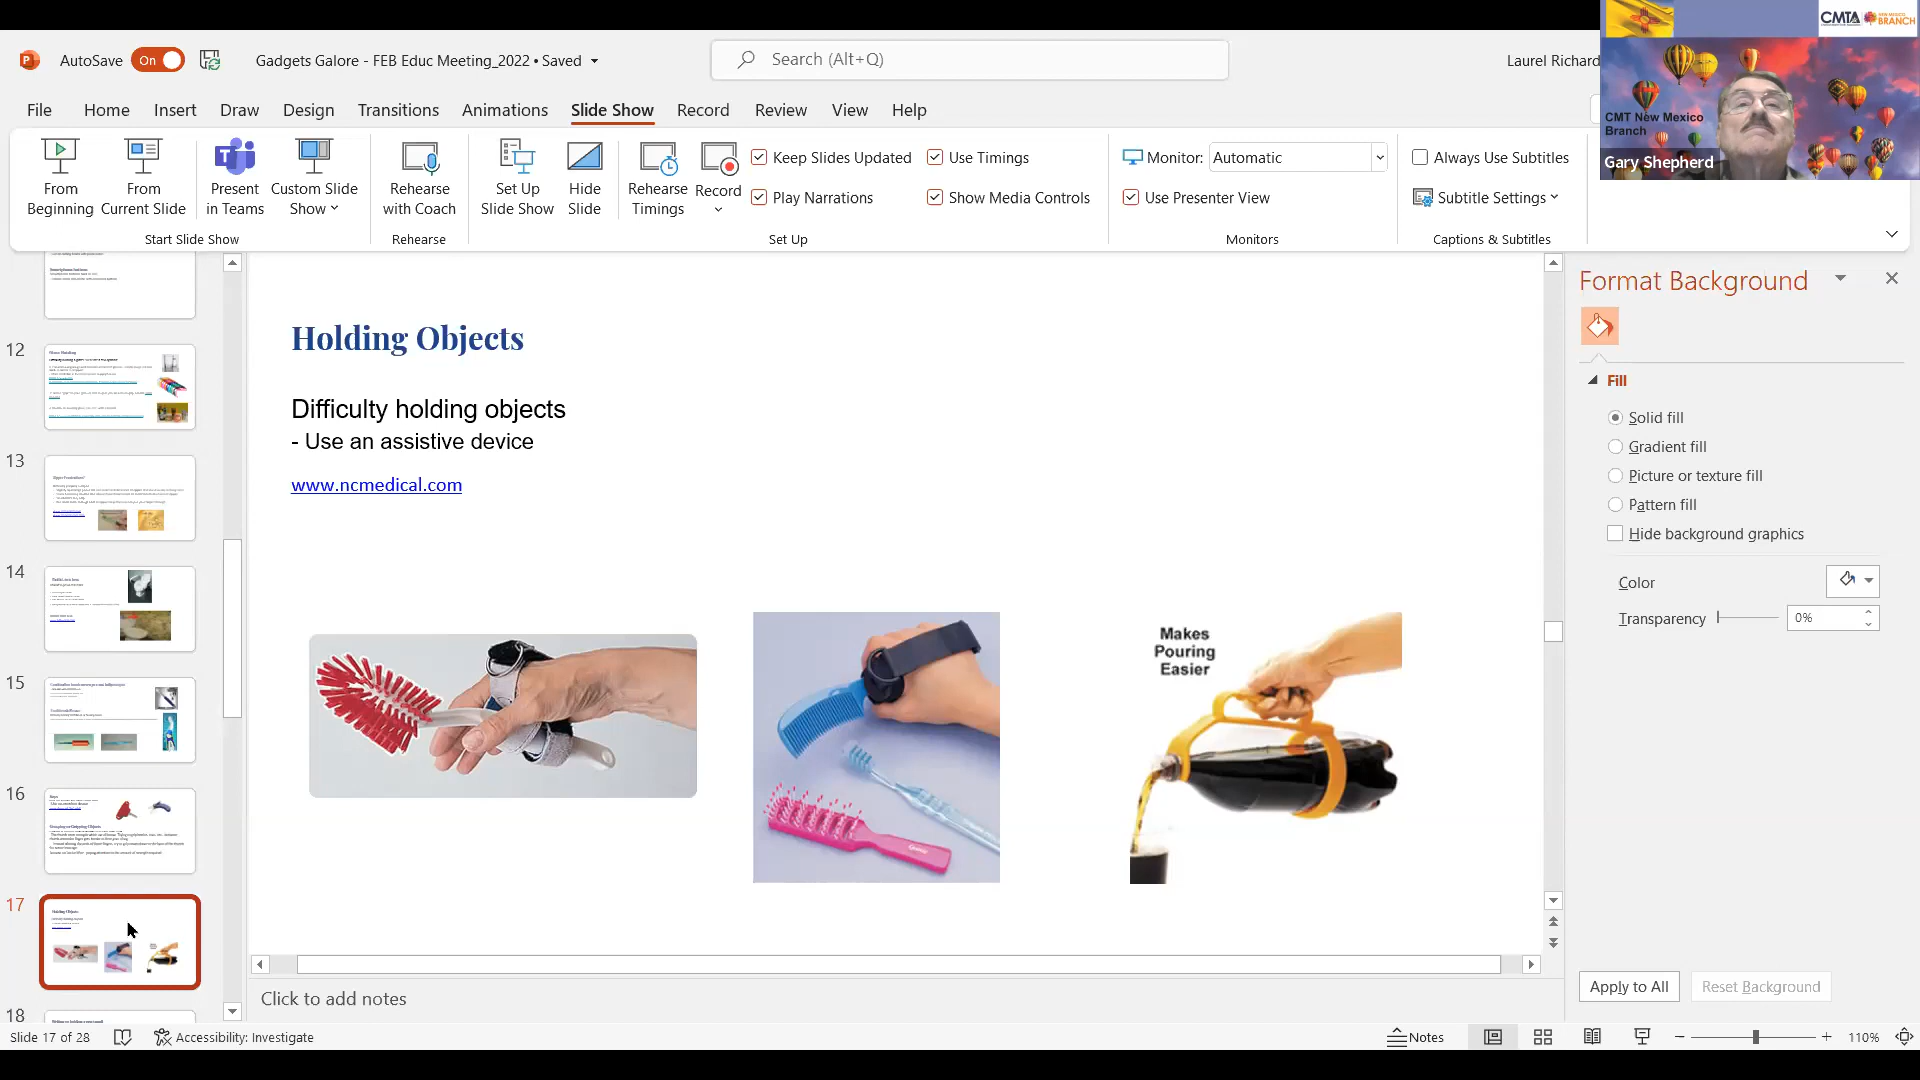 AutoSave
On
Gadgets Galore - FEB Educ Meeting_2022 • Saved
Search (Alt+Q)
Laurel Richard
CMTA NEW MEXICO BRANCH
CMT New Mexico
Branch
Gary Shepherd
File Home Insert Draw Design Transitions Animations Slide Show Record Review View Help
From Beginning
From Current Slide
Present in Teams
Custom Slide Show
Rehearse with Coach
Set Up Slide Show
Hide Slide
Rehearse Timings
Record
Keep Slides Updated
Use Timings
Play Narrations
Show Media Controls
Monitor: Automatic
Use Presenter View
Always Use Subtitles
Subtitle Settings
Start Slide Show
Rehearse
Set Up
Monitors
Captions & Subtitles
12
13
14
15
16
17
18
Holding Objects
Difficulty holding objects
- Use an assistive device
www.ncmedical.com
Makes
Pouring
Easier
Click to add notes
Format Background
Fill
Solid fill
Gradient fill
Picture or texture fill
Pattern fill
Hide background graphics
Color
Transparency 0%
Apply to All
Reset Background
Slide 17 of 28
Accessibility: Investigate
Notes
110%